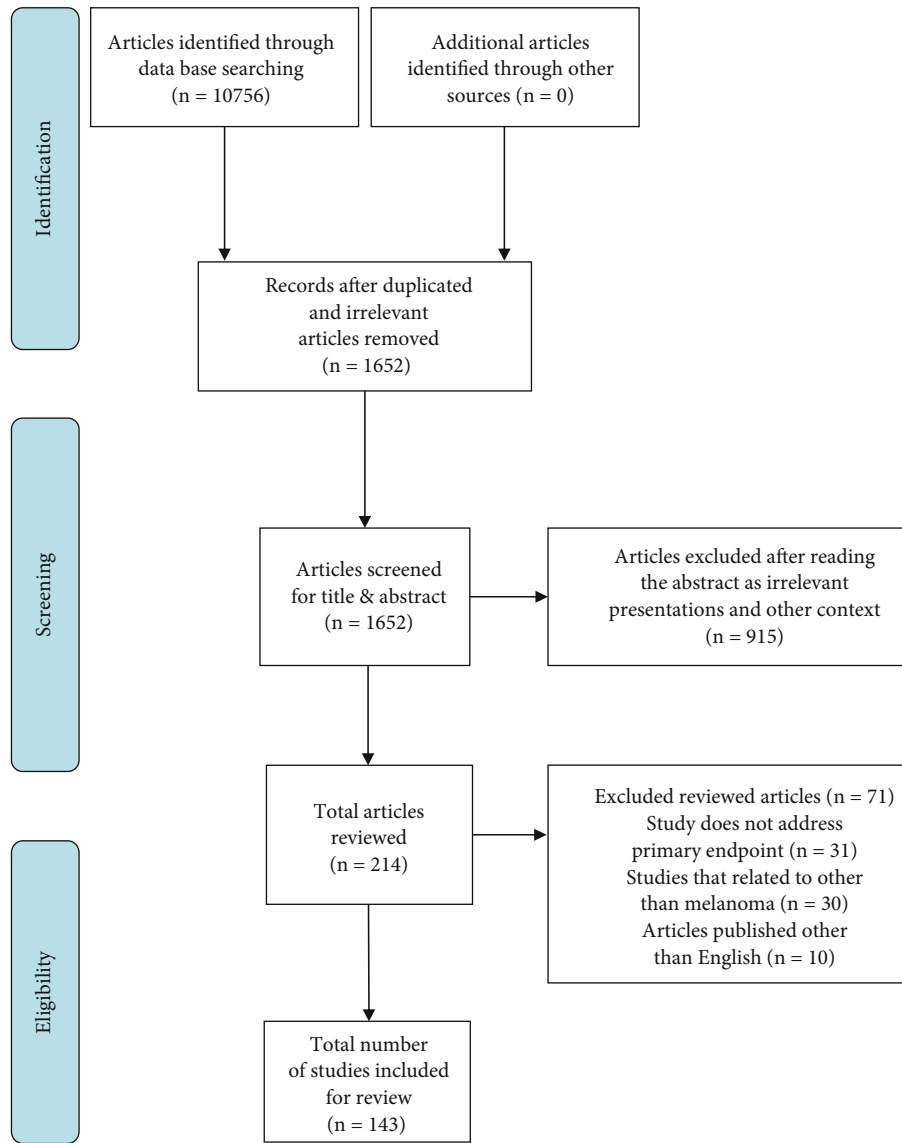 Identification
Articles identified through
data base searching
(n = 10756)
Additional articles
identified through other
sources (n = 0)
Records after duplicated
and irrelevant
articles removed
(n = 1652)
Screening
Articles screened
for title & abstract
(n = 1652)
Articles excluded after reading
the abstract as irrelevant
presentations and other context
(n = 915)
Total articles
reviewed
(n = 214)
Excluded reviewed articles (n = 71)
Study does not address
primary endpoint (n = 31)
Studies that related to other
than melanoma (n = 30)
Articles published other
than English (n = 10)
Eligibility
Total number
of studies included
for review
(n = 143)